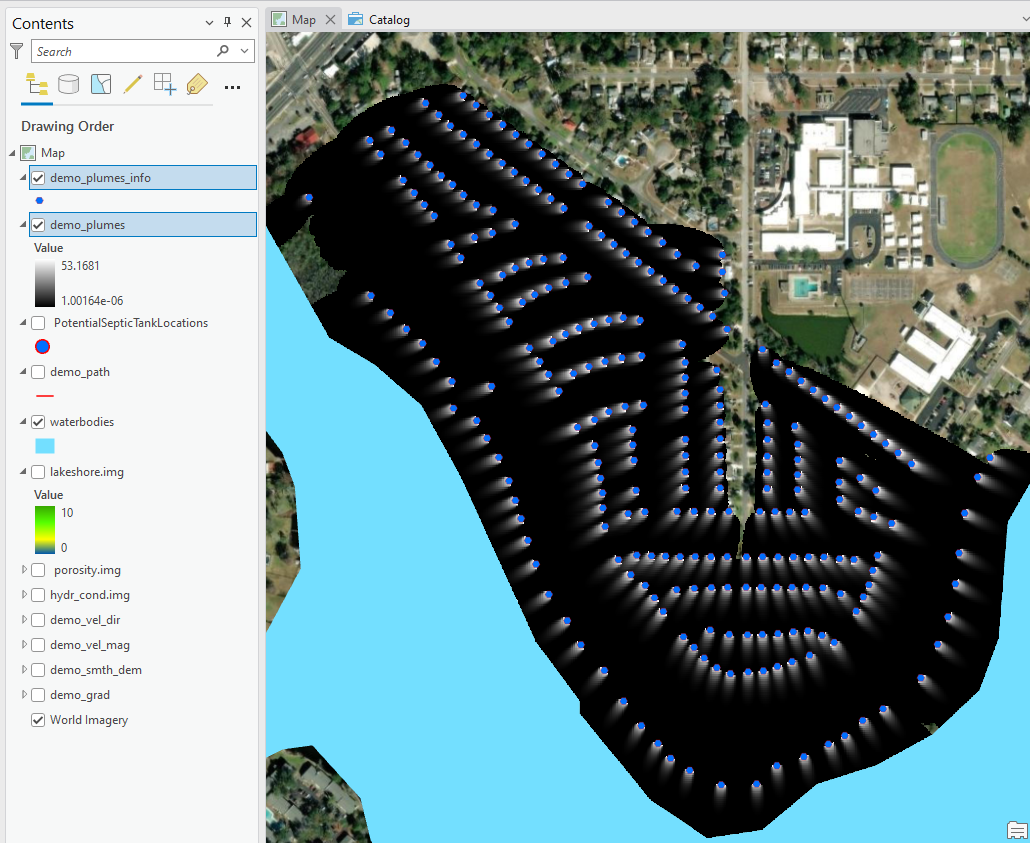 Contents
Map
Catalog
Search
Drawing Order
Map
demo_plumes_info
demo_plumes
Value
53.1681
1.00164e-06
PotentialSepticTankLocations
demo_path
waterbodies
lakeshore.img
Value
10
0
porosity.img
hydr_cond.img
demo_vel_dir
demo_vel_mag
demo_smth_dem
demo_grad
World Imagery